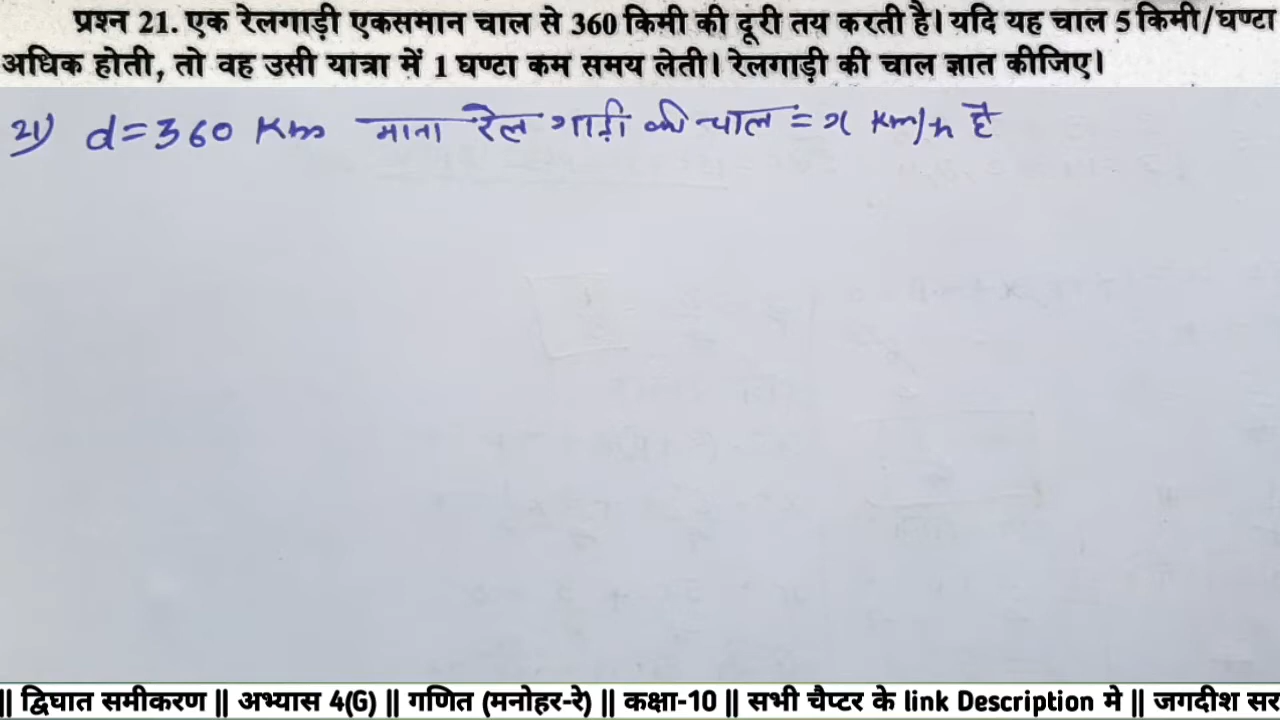 प्रश्न 21. एक रेलगाड़ी एकसमान चाल से 360 किमी की दूरी तय करती है। यदि यह चाल 5 किमी/घण्टा
अधिक होती, तो वह उसी यात्रा में 1 घण्टा कम समय लेती। रेलगाड़ी की चाल ज्ञात कीजिए।
21) d=360 Km माना रेल गाड़ी की चाल = x Km/h है
|| द्विघात समीकरण || अभ्यास 4(G) || गणित (मनोहर-रे) || कक्षा-10 || सभी चैप्टर के link Description मे || जगदीश सर